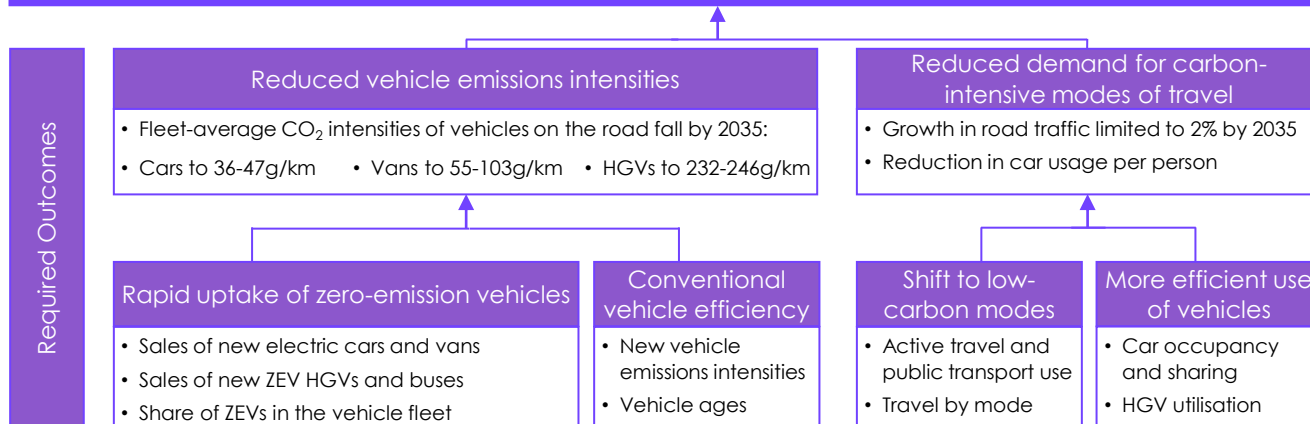 Required Outcomes
Reduced vehicle emissions intensities
• Fleet-average CO₂ intensities of vehicles on the road fall by 2035:
• Cars to 36-47g/km • Vans to 55-103g/km • HGVs to 232-246g/km
Reduced demand for carbon-
intensive modes of travel
• Growth in road traffic limited to 2% by 2035
• Reduction in car usage per person
Rapid uptake of zero-emission vehicles
• Sales of new electric cars and vans
• Sales of new ZEV HGVs and buses
• Share of ZEVs in the vehicle fleet
Conventional
vehicle efficiency
• New vehicle
emissions intensities
• Vehicle ages
Shift to low-
carbon modes
• Active travel and
public transport use
• Travel by mode
More efficient use
of vehicles
• Car occupancy
and sharing
• HGV utilisation